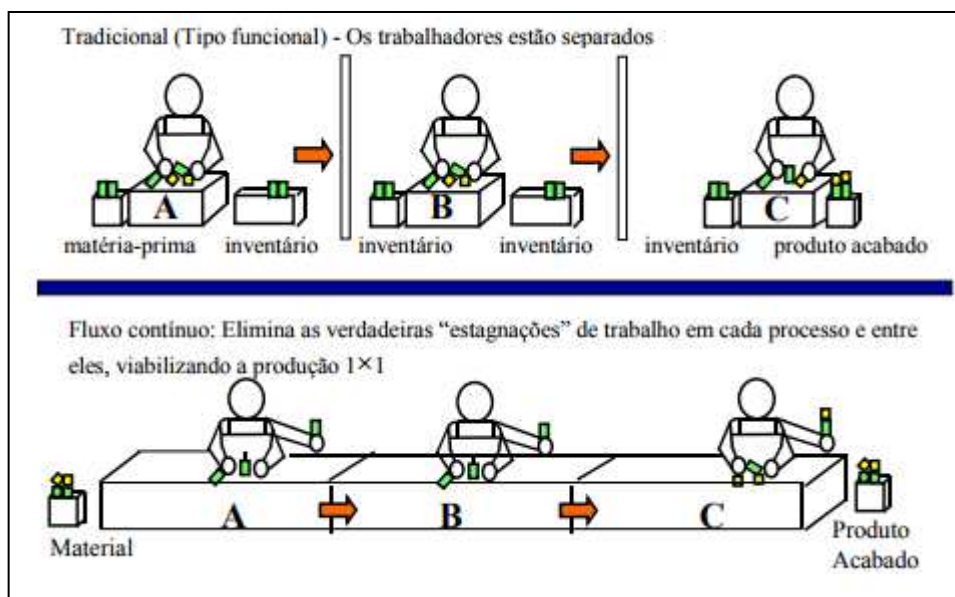 Tradicional (Tipo funcional) - Os trabalhadores estão separados
A B C
matéria-prima inventário inventário inventário inventário produto acabado
Fluxo contínuo: Elimina as verdadeiras “estagnações” de trabalho em cada processo e entre
eles, viabilizando a produção 1×1
A B C
Material Produto
Acabado